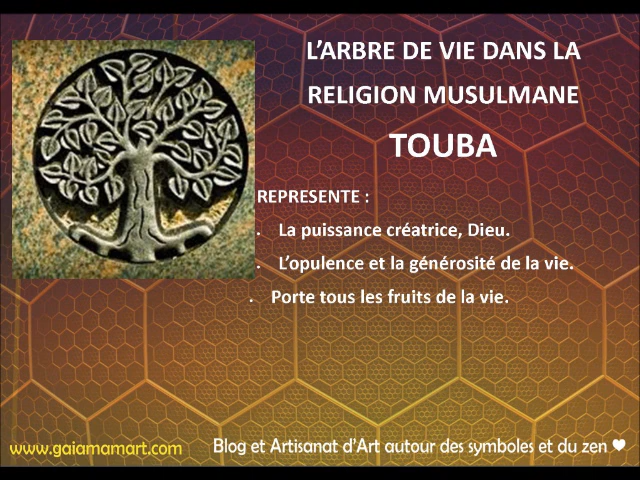 L’ARBRE DE VIE DANS LA
RELIGION MUSULMANE
TOUBA
REPRESENTE :
• La puissance créatrice, Dieu.
• L’opulence et la générosité de la vie.
• Porte tous les fruits de la vie.
www.gaiamamart.com
Blog et Artisanat d’Art autour des symboles et du zen ♥